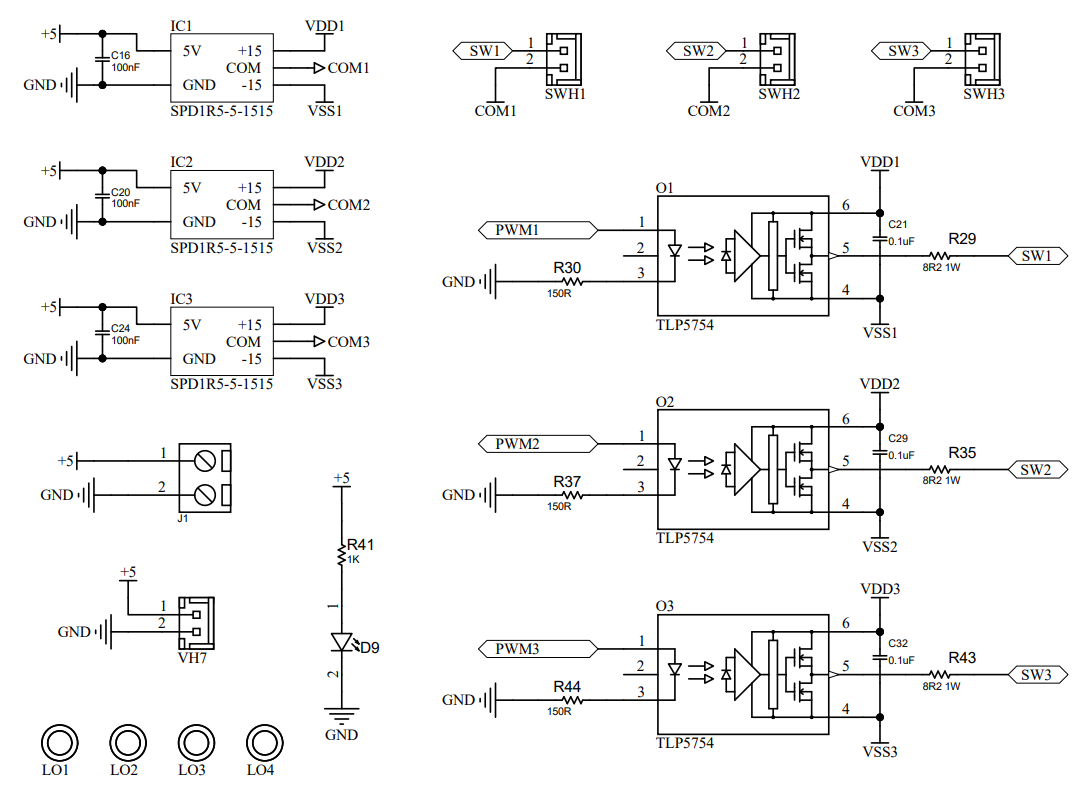 IC1
+5
5V
+15
VDD1
C16
100nF
COM
COM1
GND
GND
-15
SPD1R5-5-1515
VSS1
IC2
+5
5V
+15
VDD2
C20
100nF
COM
COM2
GND
GND
-15
SPD1R5-5-1515
VSS2
IC3
+5
5V
+15
VDD3
C24
100nF
COM
COM3
GND
GND
-15
SPD1R5-5-1515
VSS3
+5
1
GND
2
J1
+5
1
GND
2
VH7
+5
R41
1K
1
D9
2
GND
LO1
LO2
LO3
LO4
SW1
1
2
SWH1
COM1
SW2
1
2
SWH2
COM2
SW3
1
2
SWH3
COM3
O1
VDD1
PWM1
1
2
3
6
5
4
C21
0.1uF
R29
8R2 1W
SW1
GND
R30
150R
TLP5754
VSS1
O2
VDD2
PWM2
1
2
3
6
5
4
C29
0.1uF
R35
8R2 1W
SW2
GND
R37
150R
TLP5754
VSS2
O3
VDD3
PWM3
1
2
3
6
5
4
C32
0.1uF
R43
8R2 1W
SW3
GND
R44
150R
TLP5754
VSS3